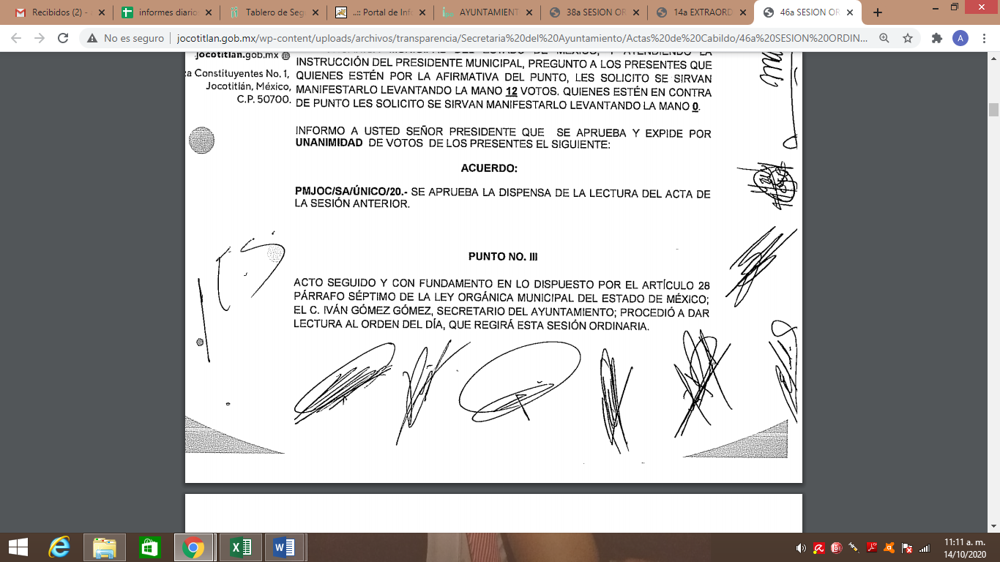 Recibidos (2) -
informes diario
Tablero de Seg
..:: Portal de Info
AYUNTAMIENT
38a SESION OR
14a EXTRAORD
46a SESION OR
No es seguro | jocotitlan.gob.mx/wp-content/uploads/archivos/transparencia/Secretaria%20del%20Ayuntamiento/Actas%20de%20Cabildo/46a%20SESION%20ORDIN...
A
.jocotitlan.gob.mx
za Constituyentes No. 1,
Jocotitlán, México,
C.P. 50700.
INSTRUCCIÓN DEL PRESIDENTE MUNICIPAL, PREGUNTO A LOS PRESENTES QUE
QUIENES ESTÉN POR LA AFIRMATIVA DEL PUNTO, LES SOLICITO SE SIRVAN
MANIFESTARLO LEVANTANDO LA MANO 12 VOTOS. QUIENES ESTÉN EN CONTRA
DE PUNTO LES SOLICITO SE SIRVAN MANIFESTARLO LEVANTANDO LA MANO 0.
INFORMO A USTED SEÑOR PRESIDENTE QUE SE APRUEBA Y EXPIDE POR
UNANIMIDAD DE VOTOS DE LOS PRESENTES EL SIGUIENTE:
ACUERDO:
PMJOC/SA/ÚNICO/20.- SE APRUEBA LA DISPENSA DE LA LECTURA DEL ACTA DE
LA SESIÓN ANTERIOR.
PUNTO NO. III
ACTO SEGUIDO Y CON FUNDAMENTO EN LO DISPUESTO POR EL ARTÍCULO 28
PÁRRAFO SÉPTIMO DE LA LEY ORGÁNICA MUNICIPAL DEL ESTADO DE MÉXICO;
EL C. IVÁN GÓMEZ GÓMEZ, SECRETARIO DEL AYUNTAMIENTO; PROCEDIÓ A DAR
LECTURA AL ORDEN DEL DÍA, QUE REGIRÁ ESTA SESIÓN ORDINARIA.
11:11 a. m.
14/10/2020